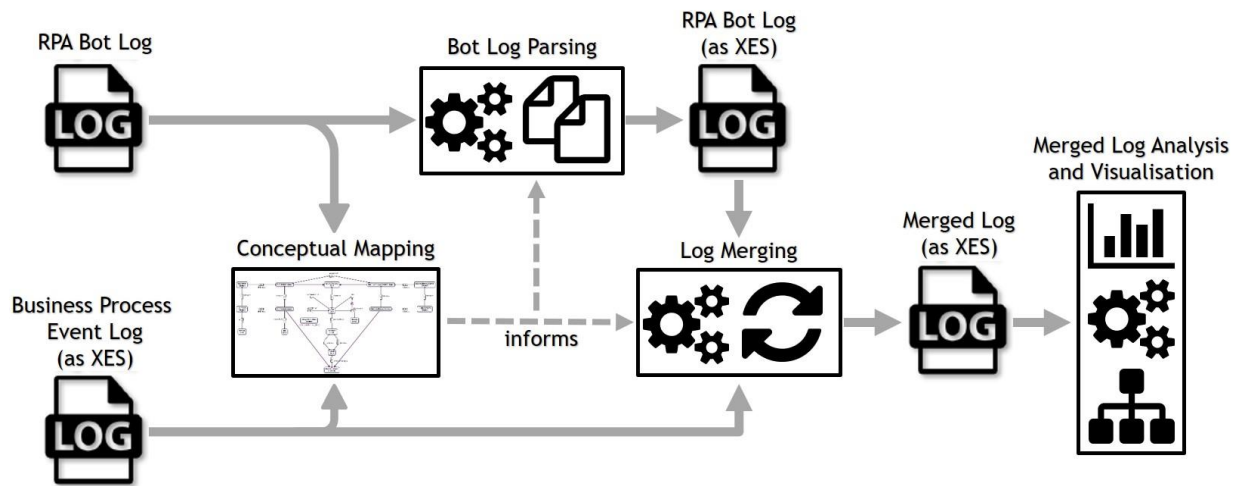 RPA Bot Log
LOG
Bot Log Parsing
RPA Bot Log
(as XES)
LOG
Conceptual Mapping
Business Process
Event Log
(as XES)
LOG
informs
Log Merging
Merged Log
(as XES)
LOG
Merged Log Analysis
and Visualisation